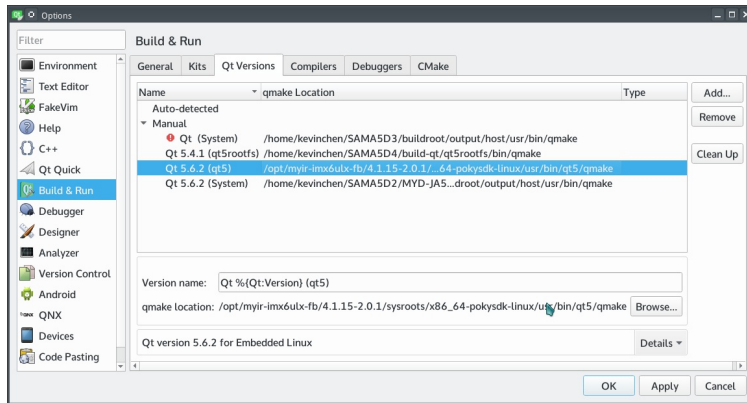 Options
Filter
Build & Run
Environment
Text Editor
FakeVim
Help
C++
Qt Quick
Build & Run
Debugger
Designer
Analyzer
Version Control
Android
QNX
Devices
Code Pasting
General Kits Qt Versions Compilers Debuggers CMake
Name qmake Location Type
Auto-detected
Manual
Qt (System) /home/kevinchen/SAMA5D3/buildroot/output/host/usr/bin/qmake
Qt 5.4.1 (qt5rootfs) /home/kevinchen/SAMA5D4/build-qt/qt5rootfs/bin/qmake
Qt 5.6.2 (qt5) /opt/myir-imx6ulx-fb/4.1.15-2.0.1/...64-pokysdk-linux/usr/bin/qt5/qmake
Qt 5.6.2 (System) /home/kevinchen/SAMA5D2/MYD-JA5...droot/output/host/usr/bin/qmake
Add...
Remove
Clean Up
Version name: Qt %{Qt:Version} (qt5)
qmake location: /opt/myir-imx6ulx-fb/4.1.15-2.0.1/sysroots/x86_64-pokysdk-linux/usr/bin/qt5/qmake Browse...
Qt version 5.6.2 for Embedded Linux Details
OK Apply Cancel